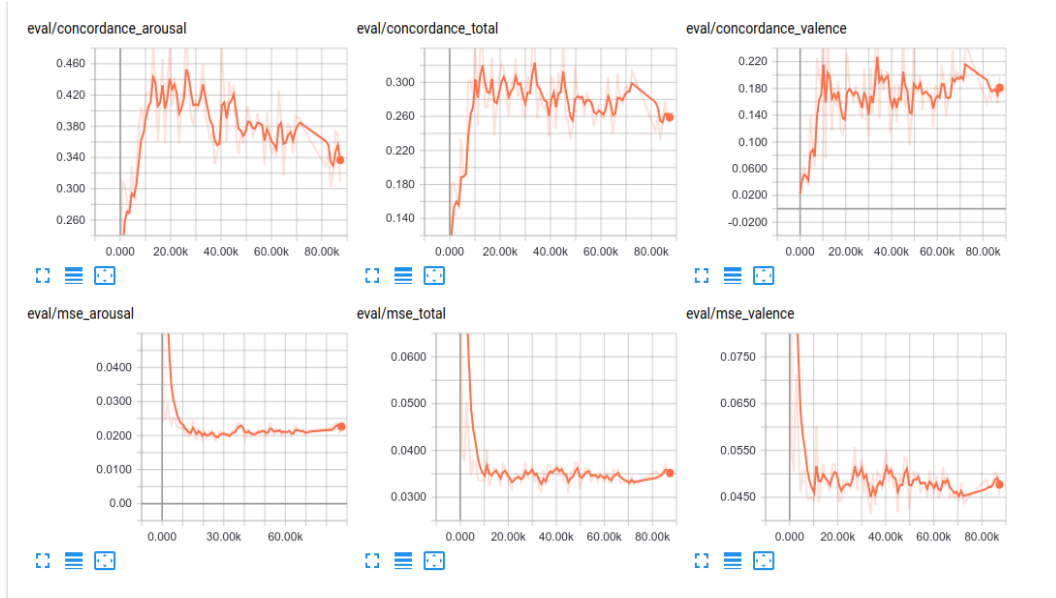 eval/concordance_arousal
0.460
0.420
0.380
0.340
0.300
0.260
0.000 20.00k 40.00k 60.00k 80.00k
eval/concordance_total
0.300
0.260
0.220
0.180
0.140
0.000 20.00k 40.00k 60.00k 80.00k
eval/concordance_valence
0.220
0.180
0.140
0.100
0.0600
0.0200
-0.0200
0.000 20.00k 40.00k 60.00k 80.00k
eval/mse_arousal
0.0400
0.0300
0.0200
0.0100
0.00
0.000 30.00k 60.00k
eval/mse_total
0.0600
0.0500
0.0400
0.0300
0.000 20.00k 40.00k 60.00k 80.00k
eval/mse_valence
0.0750
0.0650
0.0550
0.0450
0.000 20.00k 40.00k 60.00k 80.00k